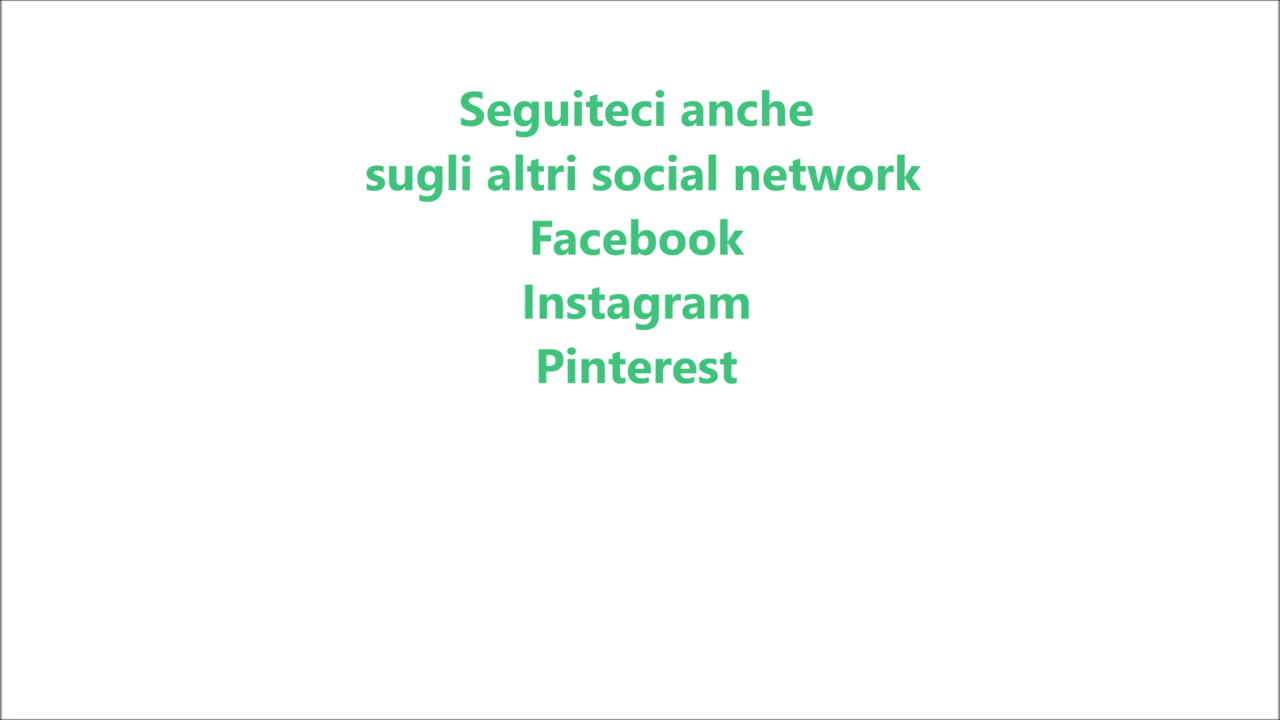 Seguiteci anche
sugli altri social network
Facebook
Instagram
Pinterest